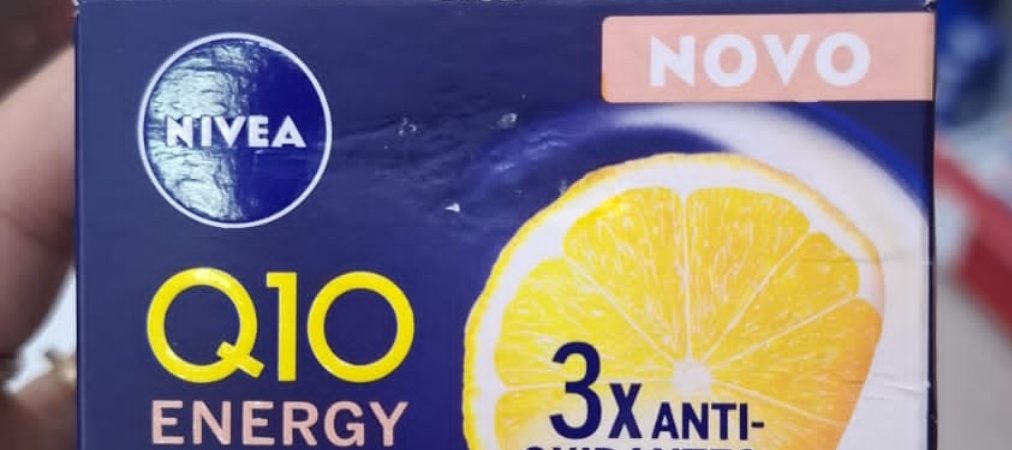 NIVEA
NOVO
Q10
ENERGY
3x ANTI-